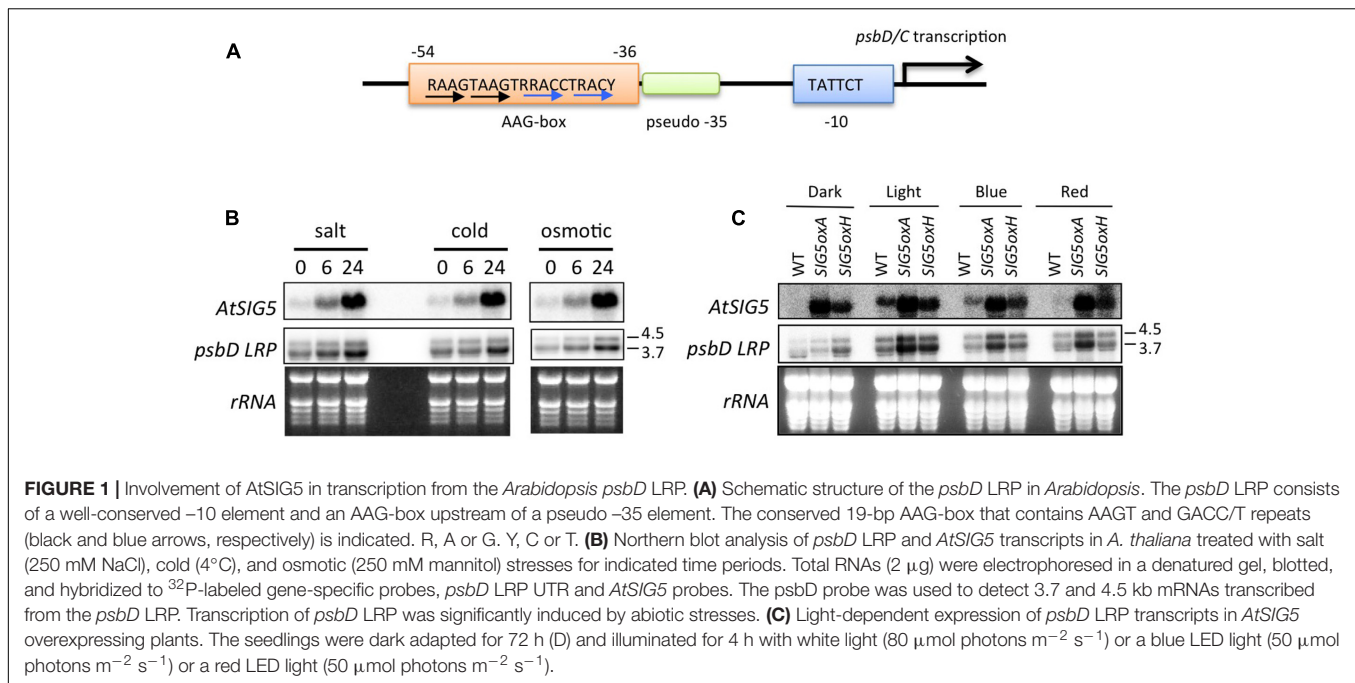 A
-54
-36
psbD/C transcription
RAAGTAAGTRRACCTRACY
TATTCT
AAG-box
pseudo -35
-10
B
salt
cold
osmotic
0 6 24
0 6 24
0 6 24
AtSIG5
psbD LRP
4.5
3.7
rRNA
C
Dark
Light
Blue
Red
WT
SIG5oxA
SIG5oxH
WT
SIG5oxA
SIG5oxH
WT
SIG5oxA
SIG5oxH
WT
SIG5oxA
SIG5oxH
AtSIG5
psbD LRP
4.5
3.7
rRNA
FIGURE 1 | Involvement of AtSIG5 in transcription from the Arabidopsis psbD LRP. (A) Schematic structure of the psbD LRP in Arabidopsis. The psbD LRP consists
of a well-conserved –10 element and an AAG-box upstream of a pseudo –35 element. The conserved 19-bp AAG-box that contains AAGT and GACC/T repeats
(black and blue arrows, respectively) is indicated. R, A or G. Y, C or T. (B) Northern blot analysis of psbD LRP and AtSIG5 transcripts in A. thaliana treated with salt
(250 mM NaCl), cold (4°C), and osmotic (250 mM mannitol) stresses for indicated time periods. Total RNAs (2 μg) were electrophoresed in a denatured gel, blotted,
and hybridized to ³²P-labeled gene-specific probes, psbD LRP UTR and AtSIG5 probes. The psbD probe was used to detect 3.7 and 4.5 kb mRNAs transcribed
from the psbD LRP. Transcription of psbD LRP was significantly induced by abiotic stresses. (C) Light-dependent expression of psbD LRP transcripts in AtSIG5
overexpressing plants. The seedlings were dark adapted for 72 h (D) and illuminated for 4 h with white light (80 μmol photons m⁻² s⁻¹) or a blue LED light (50 μmol
photons m⁻² s⁻¹) or a red LED light (50 μmol photons m⁻² s⁻¹).